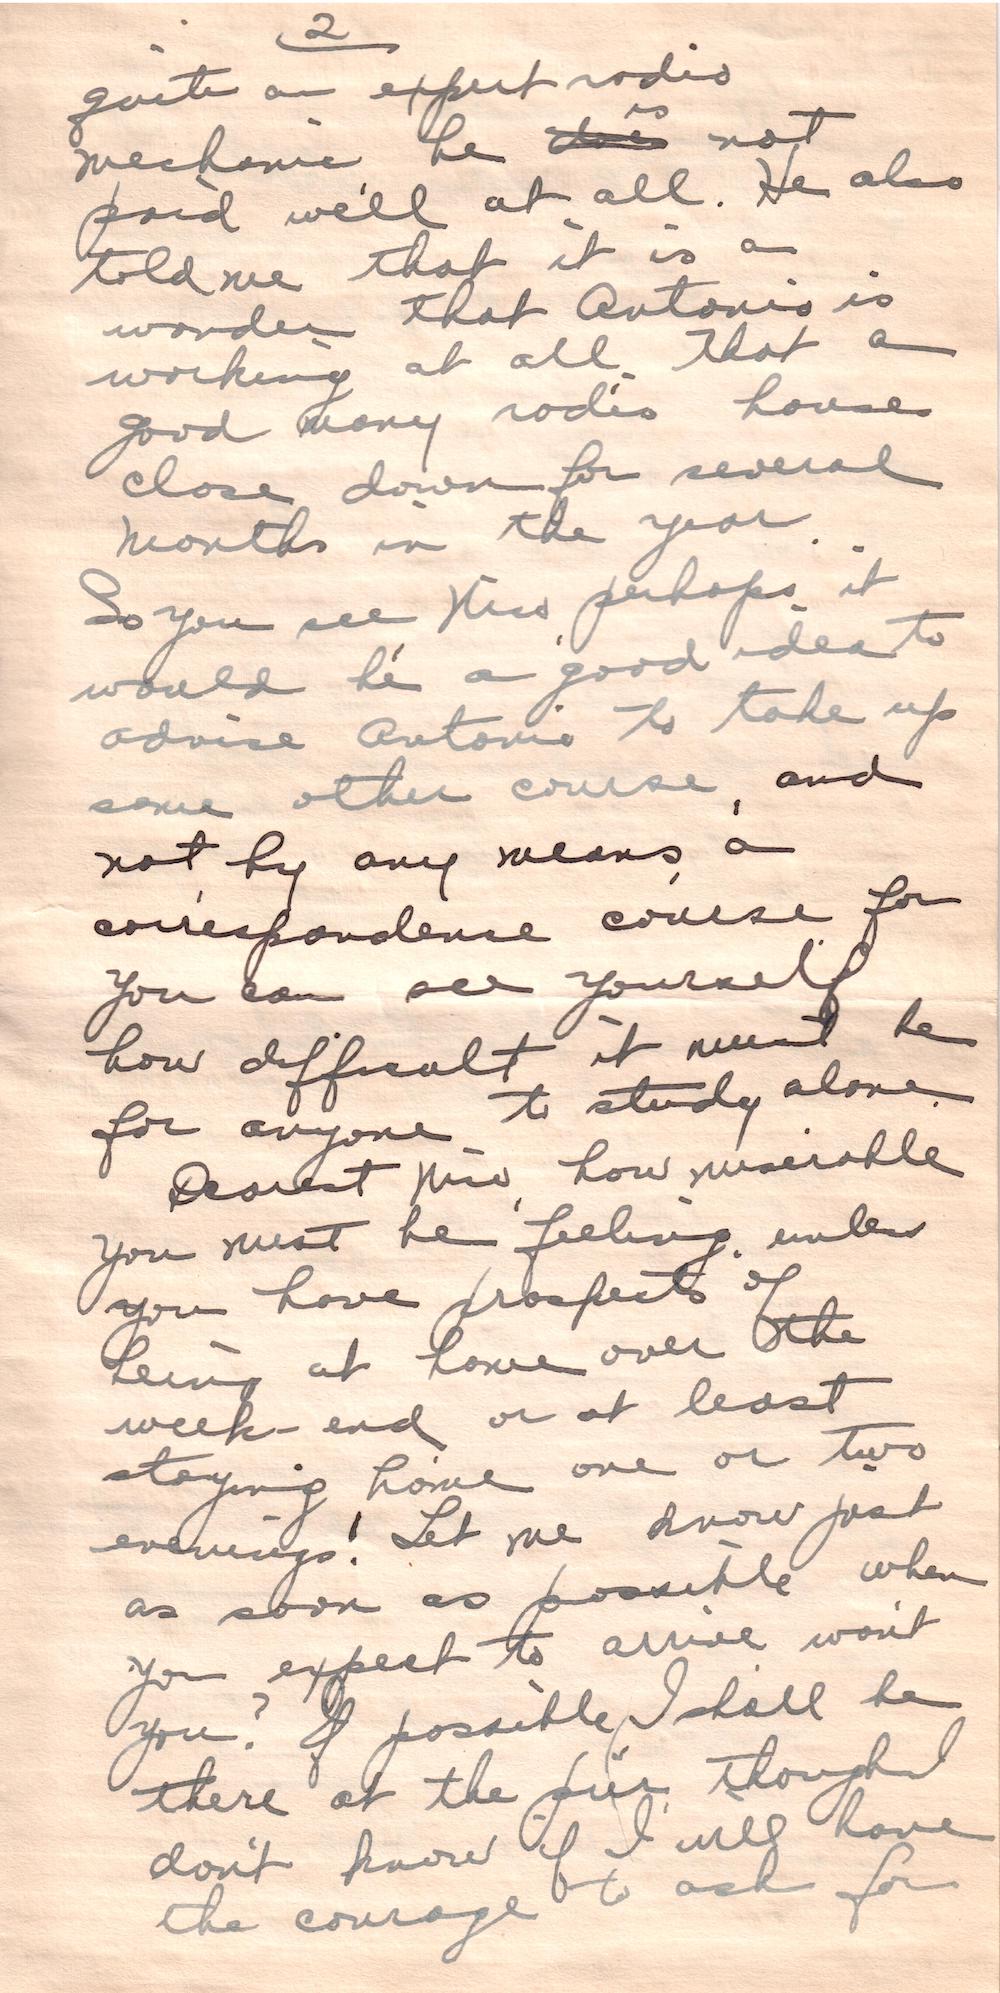 2
quite an expert radio
mechanic he does is not
paid well at all. He also
told me that it is a
wonder that Antonio is
working at all. That a
good many radio houses
close down for several
months in the year.
So you see perhaps it
would be a good idea to
advise Antonio to take up
some other course, and
not by any means a
correspondence course for
you can see yourself
how difficult it must be
for anyone to study alone.
Dearest how miserable
you must be feeling unless
you have prospects of
being at home over the
week-end or at least
staying home one or two
evenings! Let me know just
as soon as possible when
you expect to arrive won't
you? If possible, I shall be
there at the pier though I
don't know if I will have
the courage to ask for